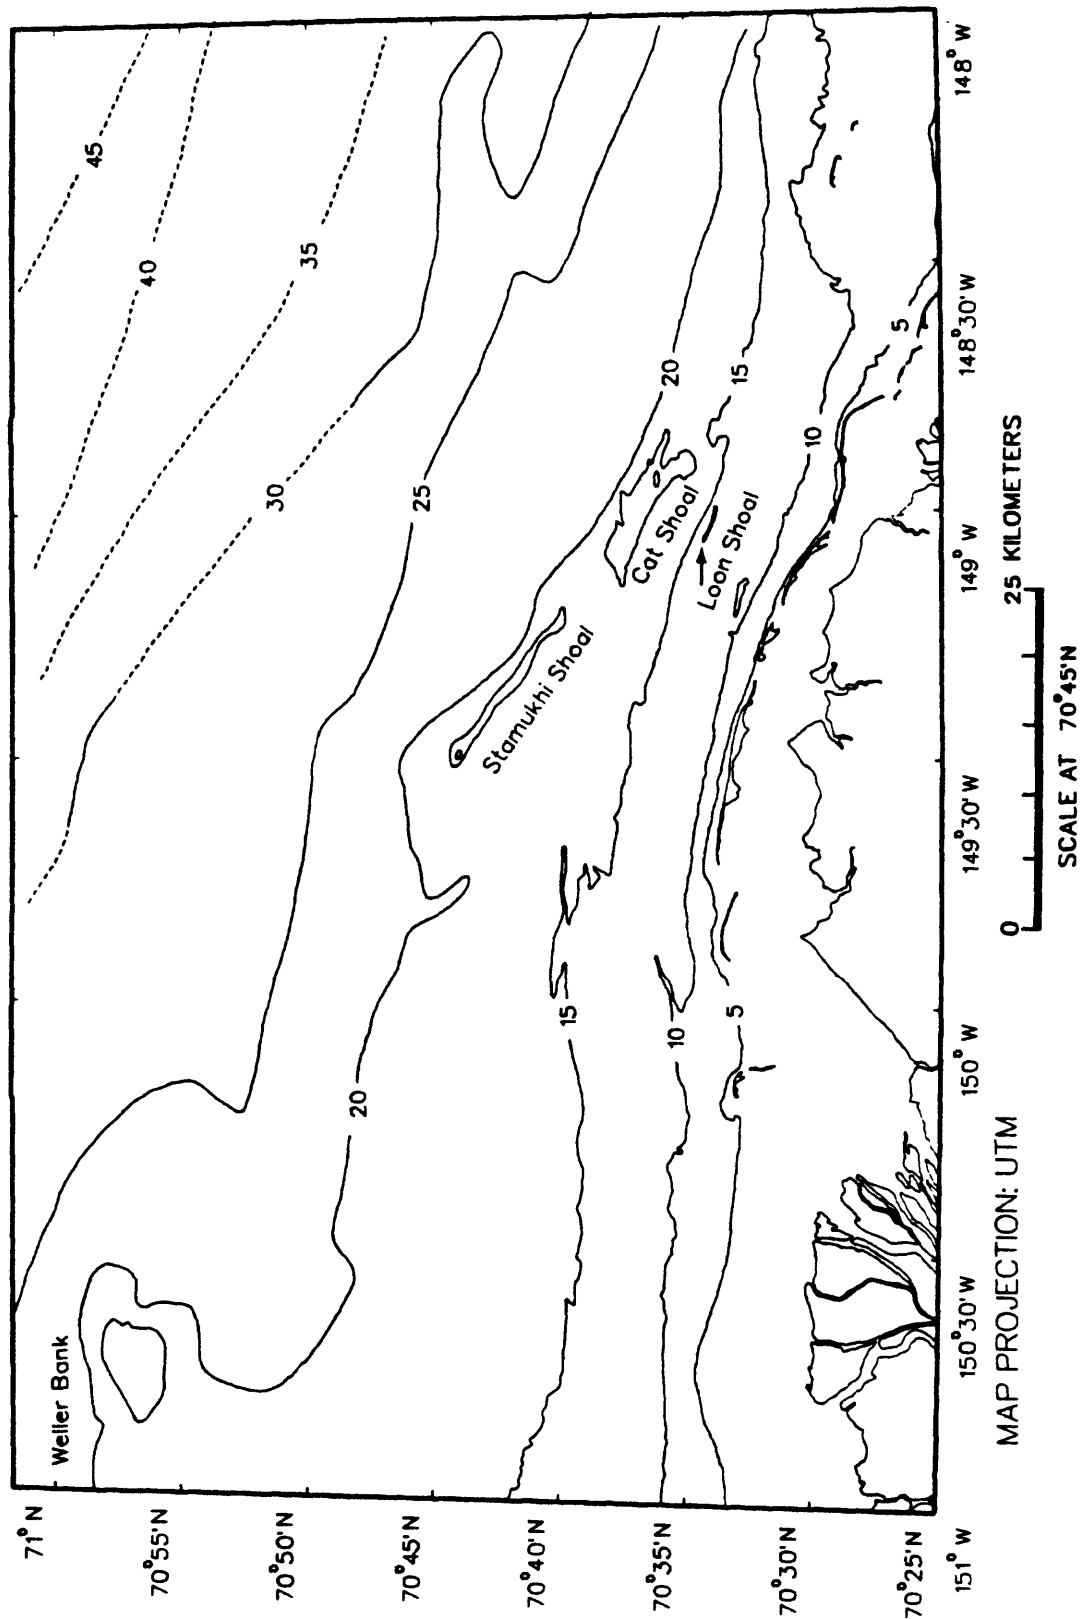 71° N
70°55'N
70°50'N
70°45'N
70°40'N
70°35'N
70°30'N
70°25'N
151° W
150°30'W
150° W
149°30'W
149° W
148°30'W
148° W
45
40
35
30
25
20
20
15
15
10
10
5
5
Weller Bank
Stamukhi Shoal
Cat Shoal
Loon Shoal
MAP PROJECTION: UTM
0
25 KILOMETERS
SCALE AT 70°45'N